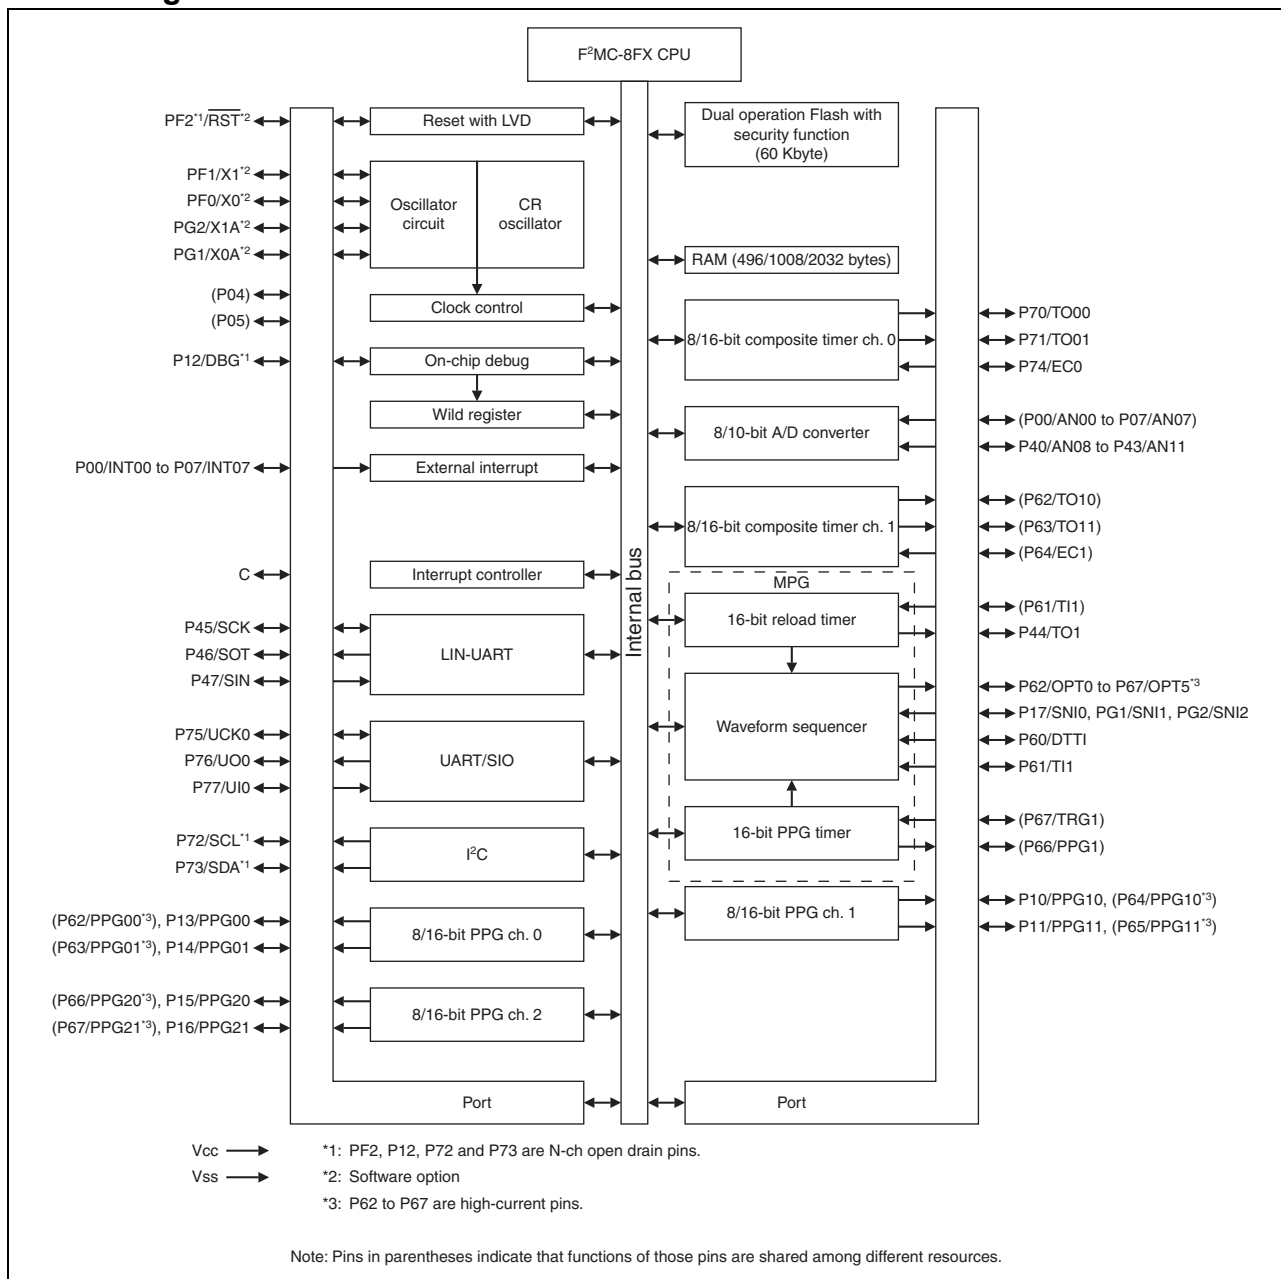 F²MC-8FX CPU
PF2*1/RST*2
Reset with LVD
Dual operation Flash with
security function
(60 Kbyte)
PF1/X1*2
PF0/X0*2
PG2/X1A*2
PG1/X0A*2
Oscillator
circuit
CR
oscillator
RAM (496/1008/2032 bytes)
(P04)
(P05)
Clock control
8/16-bit composite timer ch. 0
P70/TO00
P71/TO01
P74/EC0
P12/DBG*1
On-chip debug
Wild register
8/10-bit A/D converter
(P00/AN00 to P07/AN07)
P40/AN08 to P43/AN11
P00/INT00 to P07/INT07
External interrupt
8/16-bit composite timer ch. 1
(P62/TO10)
(P63/TO11)
(P64/EC1)
Internal bus
C
Interrupt controller
MPG
16-bit reload timer
(P61/TI1)
P44/TO1
P45/SCK
P46/SOT
P47/SIN
LIN-UART
Waveform sequencer
P62/OPT0 to P67/OPT5*3
P17/SNI0, PG1/SNI1, PG2/SNI2
P60/DTTI
P61/TI1
P75/UCK0
P76/UO0
P77/UI0
UART/SIO
16-bit PPG timer
(P67/TRG1)
(P66/PPG1)
P72/SCL*1
P73/SDA*1
I²C
8/16-bit PPG ch. 1
P10/PPG10, (P64/PPG10*3)
P11/PPG11, (P65/PPG11*3)
(P62/PPG00*3), P13/PPG00
(P63/PPG01*3), P14/PPG01
8/16-bit PPG ch. 0
(P66/PPG20*3), P15/PPG20
(P67/PPG21*3), P16/PPG21
8/16-bit PPG ch. 2
Port
Port
Vcc
Vss
*1: PF2, P12, P72 and P73 are N-ch open drain pins.
*2: Software option
*3: P62 to P67 are high-current pins.
Note: Pins in parentheses indicate that functions of those pins are shared among different resources.